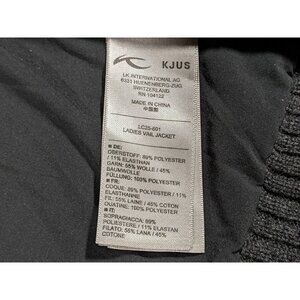 KJUS
LK INTERNATIONAL AG
6331 HUENENBERG-ZUG
SWITZERLAND
RN 104122
MADE IN CHINA
中国製
LC25-601
LADIES VAIL JACKET
■ DE:
OBERSTOFF: 89% POLYESTER
/ 11% ELASTHAN
GARN: 55% WOLLE / 45%
BAUMWOLLE
FÜLLUNG: 100% POLYESTER
■ FR:
COQUE: 89% POLYESTER / 11%
ELASTHANNE
FIL: 55% LAINE / 45% COTON
OUATINE: 100% POLYESTER
■ IT:
SOPRAGIACCA: 89%
POLIESTERE / 11% ELASTAN
FILATO: 55% LANA / 45%
COTONE